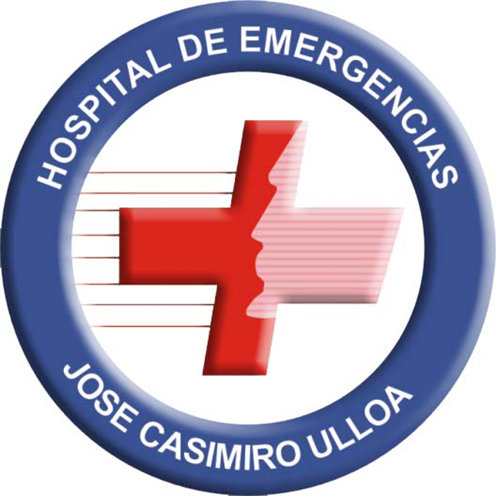 HOSPITAL DE EMERGENCIAS
JOSE CASIMIRO ULLOA